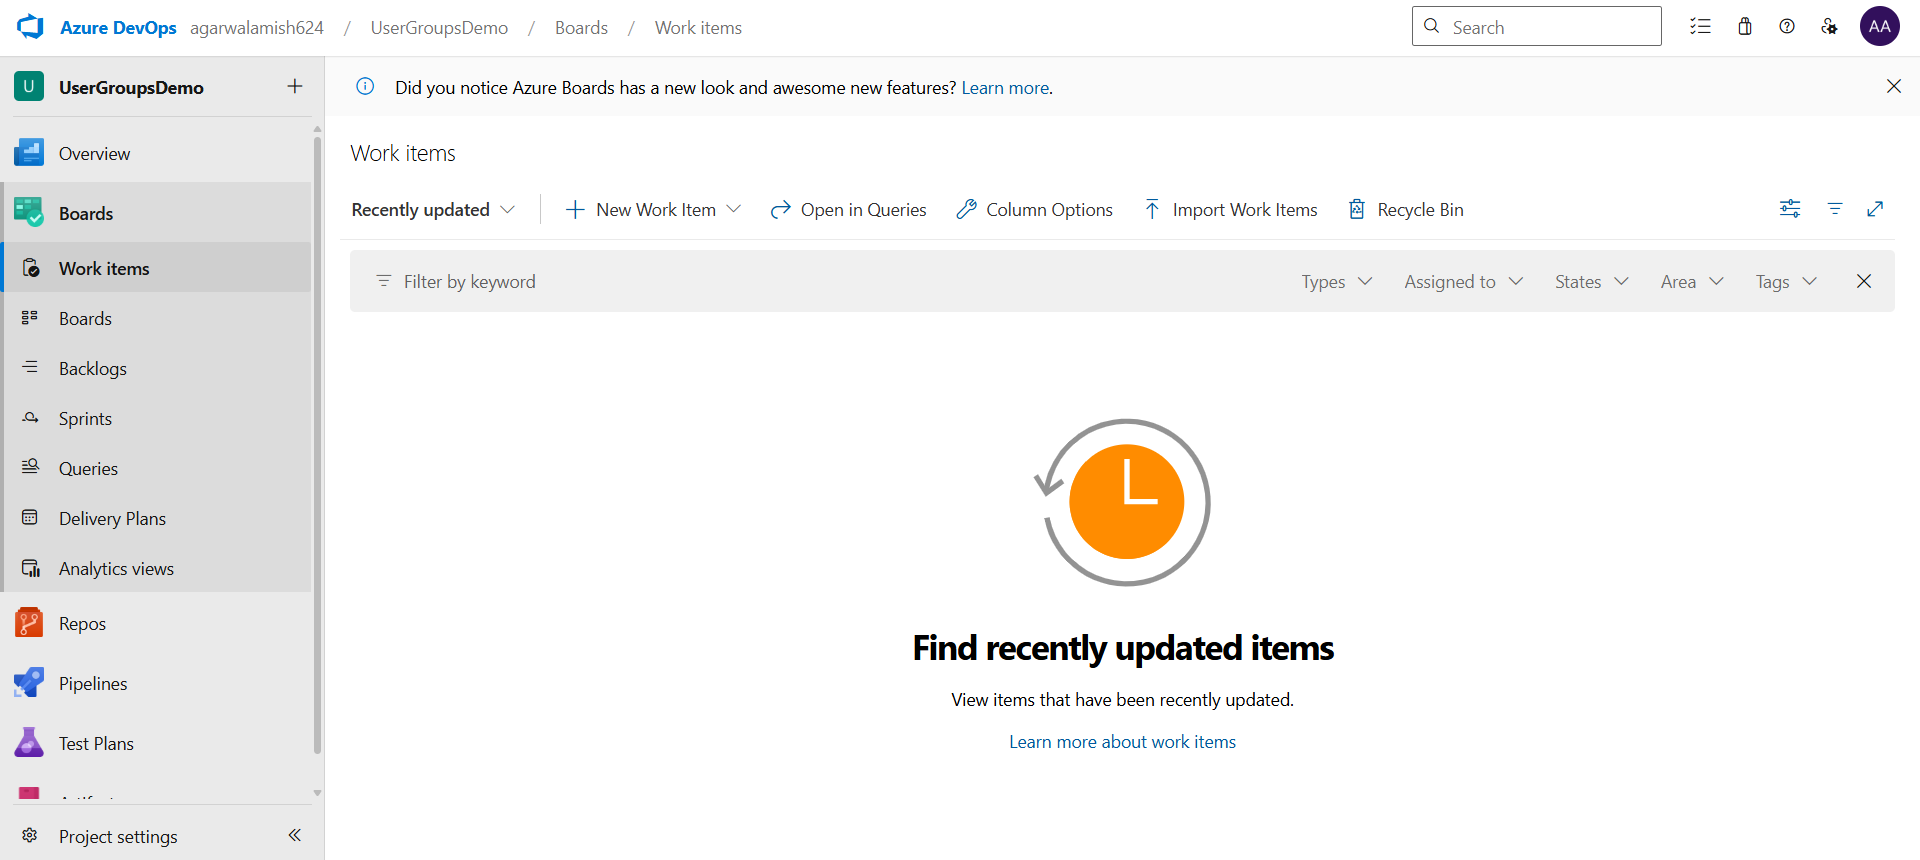 Azure DevOps agarwalamish624 / UserGroupsDemo / Boards / Work items
Search
AA
U UserGroupsDemo
Did you notice Azure Boards has a new look and awesome new features? Learn more.
Overview
Boards
Work items
Boards
Backlogs
Sprints
Queries
Delivery Plans
Analytics views
Repos
Pipelines
Test Plans
Project settings
Work items
Recently updated
New Work Item
Open in Queries
Column Options
Import Work Items
Recycle Bin
Filter by keyword
Types
Assigned to
States
Area
Tags
Find recently updated items
View items that have been recently updated.
Learn more about work items